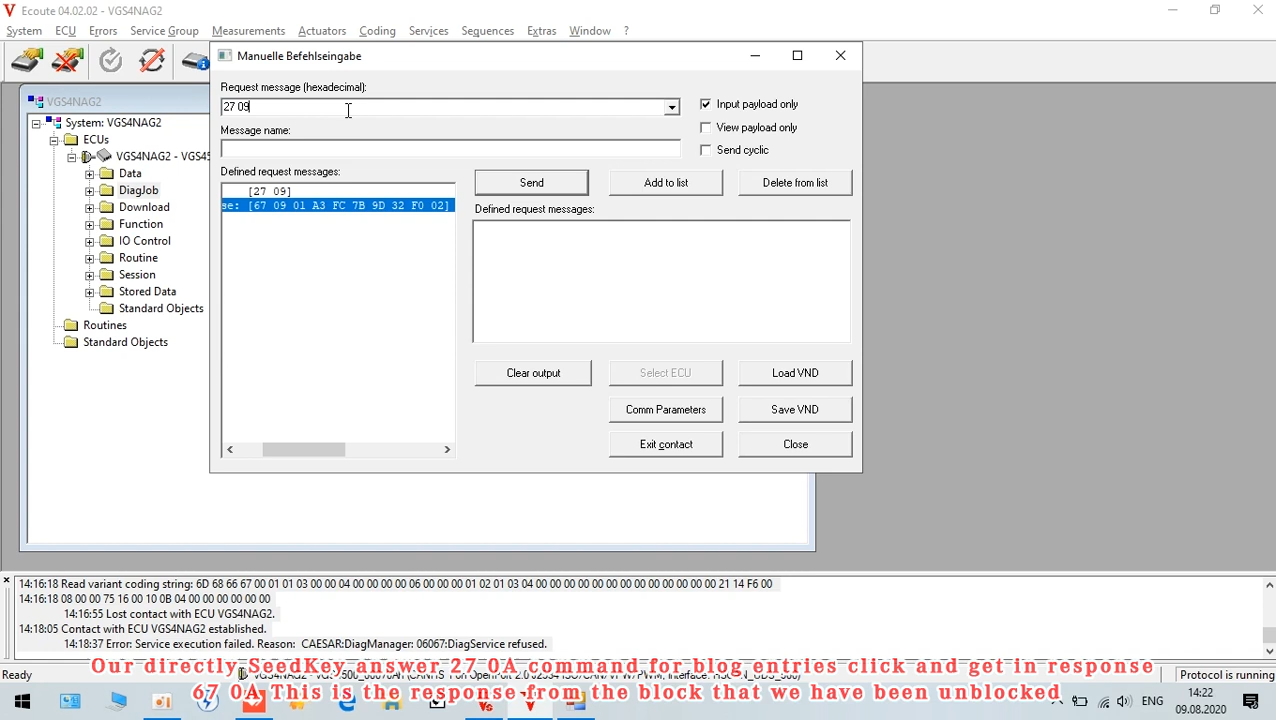 Ecoute 04.02.02 - VGS4NAG2
System ECU Errors Service Group Measurements Actuators Coding Services Sequences Extras Window ?
Manuelle Befehlseingabe
VGS4NAG2
System: VGS4NAG2
ECUs
VGS4NAG2 - VGS4
Data
DiagJob
Download
Function
IO Control
Routine
Session
Stored Data
Standard Objects
Routines
Standard Objects
Request message (hexadecimal):
27 09
Message name:
Defined request messages:
[27 09]
se: [67 09 01 A3 FC 7B 9D 32 F0 02]
Input payload only
View payload only
Send cyclic
Send Add to list Delete from list
Defined request messages:
Clear output Select ECU Load VND
Comm Parameters Save VND
Exit contact Close
14:16:18 Read variant coding string: 6D 68 66 67 00 01 01 03 00 00 04 00 00 00 00 00 06 00 00 00 01 02 01 03 04 00 00 00 00 00 00 00 00 00 00 00 00 21 14 F6 00
14:16:18 08 00 00 75 16 00 10 0B 04 00 00 00 00 00 00
14:16:55 Lost contact with ECU VGS4NAG2.
14:18:05 Contact with ECU VGS4NAG2 established.
14:18:37 Error: Service execution failed. Reason: CAESAR:DiagManager: 06067:DiagService refused.
Ready
Protocol is running
Our directly SeedKey answer 27 0A command for blog entries click and get in response
67 0A This is the response from the block that we have been unblocked
ENG
14:22
09.08.2020